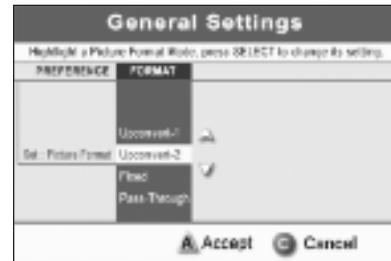 General Settings
Highlight a Picture Format Mode, press SELECT to change its setting.
PREFERENCE FORMAT
Upconvert-1
Set : Picture Format Upconvert-2
Fixed
Pass-Through
A Accept C Cancel